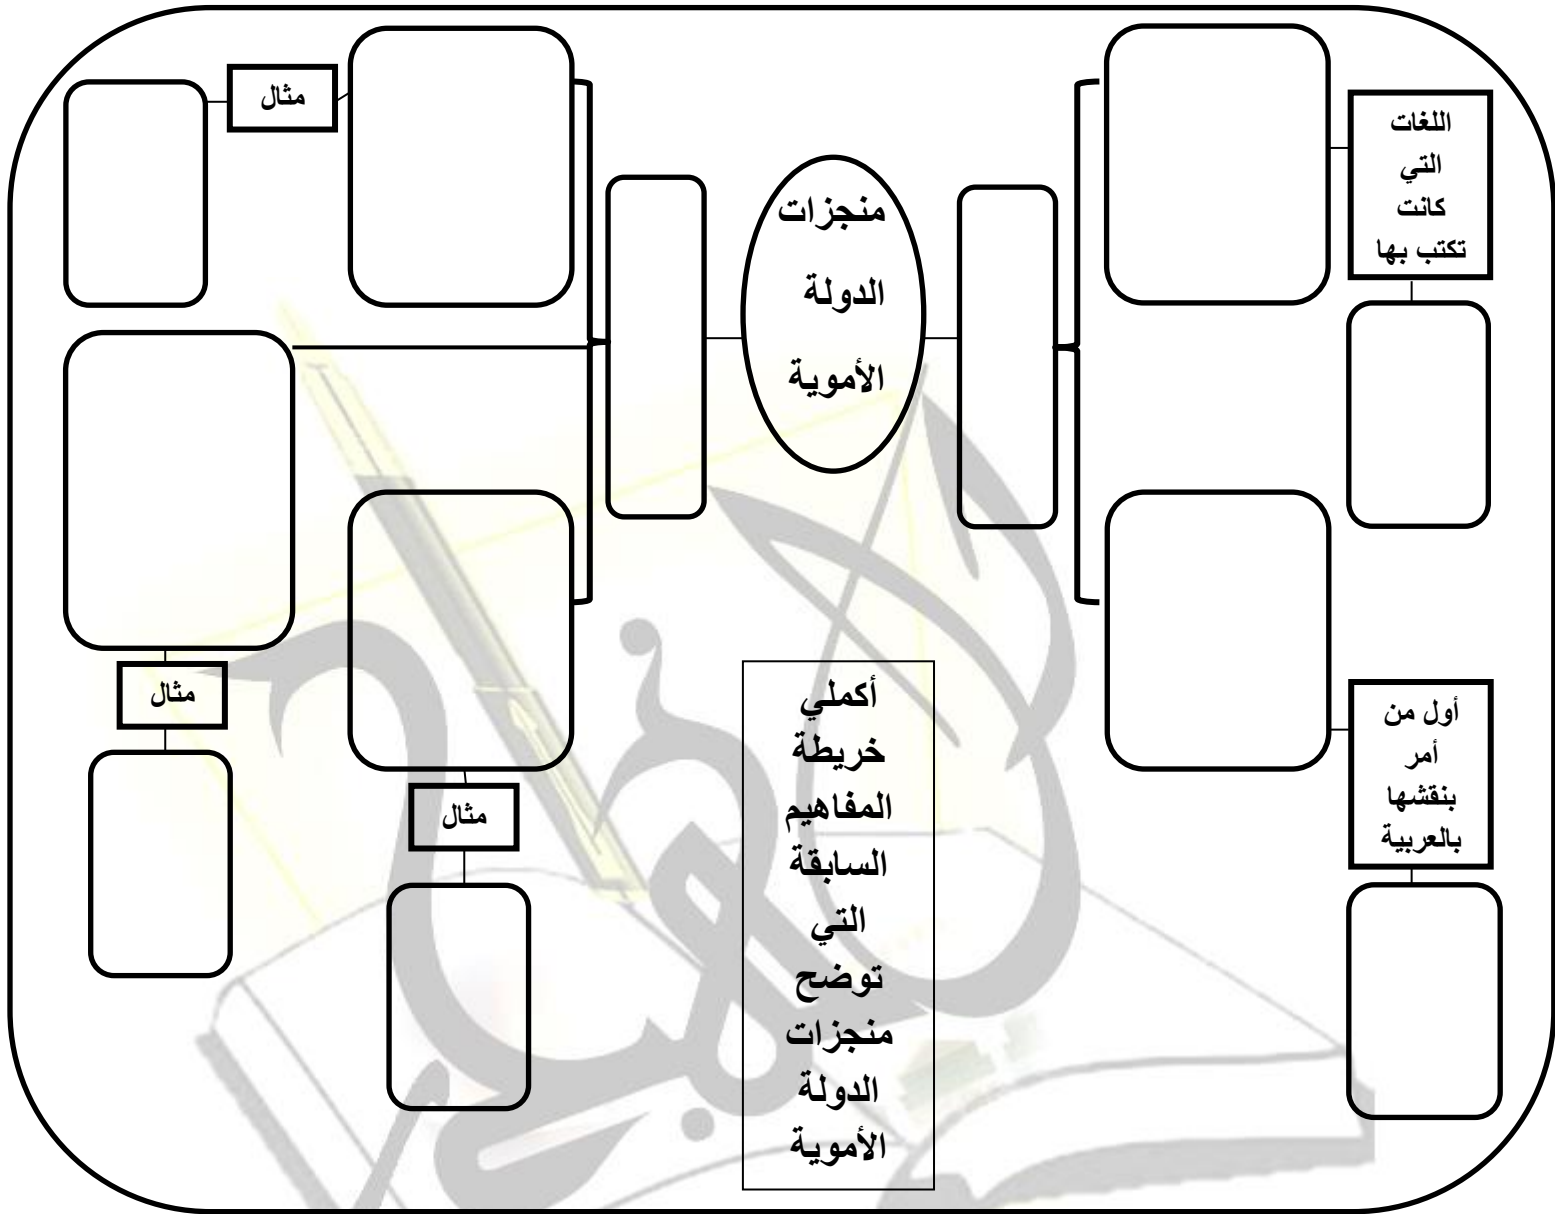 اللغات
التي
كانت
تكتب بها
أول من
أمر
بنقشها
بالعربية
منجزات
الدولة
الأموية
مثال
مثال
مثال
أكملي
خريطة
المفاهيم
السابقة
التي
توضح
منجزات
الدولة
الأموية